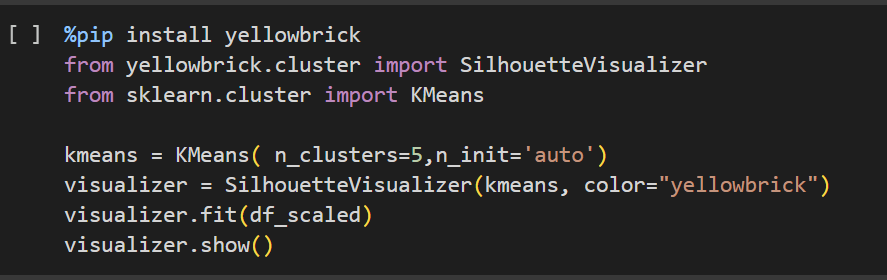 [ ] %pip install yellowbrick
from yellowbrick.cluster import SilhouetteVisualizer
from sklearn.cluster import KMeans
kmeans = KMeans( n_clusters=5,n_init='auto')
visualizer = SilhouetteVisualizer(kmeans, color="yellowbrick")
visualizer.fit(df_scaled)
visualizer.show()